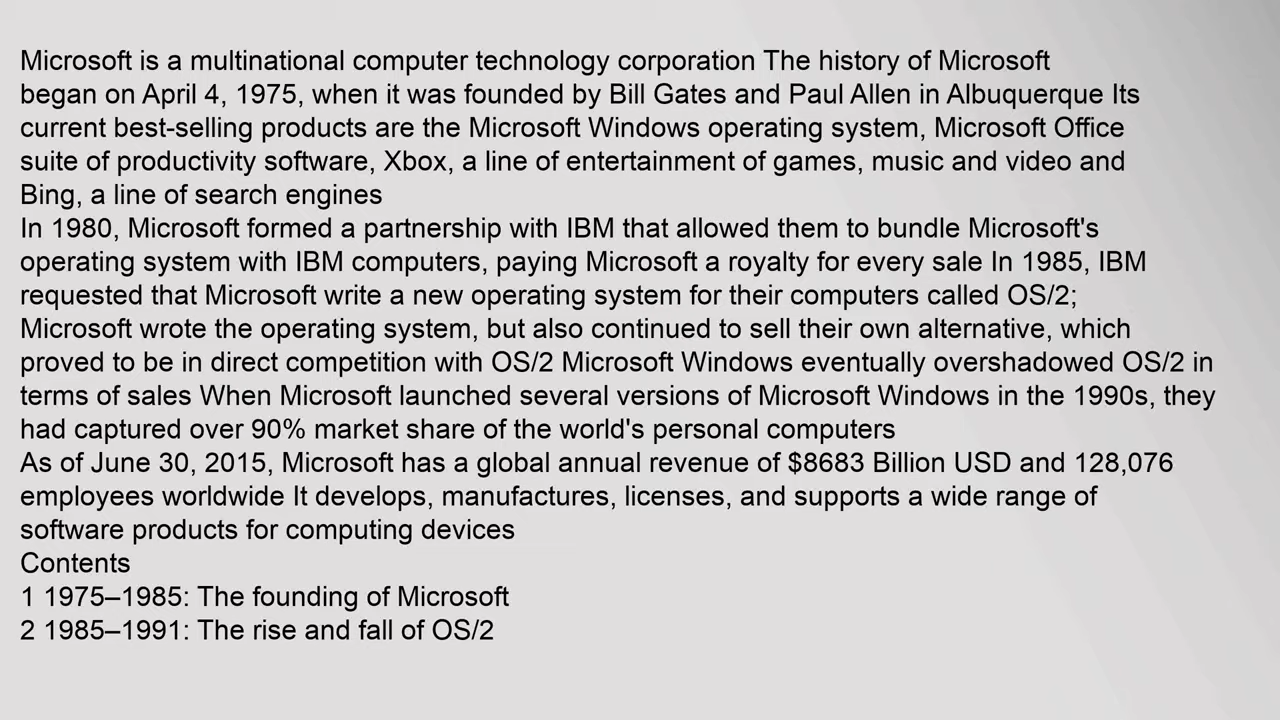 Microsoft is a multinational computer technology corporation The history of Microsoft
began on April 4, 1975, when it was founded by Bill Gates and Paul Allen in Albuquerque Its
current best-selling products are the Microsoft Windows operating system, Microsoft Office
suite of productivity software, Xbox, a line of entertainment of games, music and video and
Bing, a line of search engines
In 1980, Microsoft formed a partnership with IBM that allowed them to bundle Microsoft's
operating system with IBM computers, paying Microsoft a royalty for every sale In 1985, IBM
requested that Microsoft write a new operating system for their computers called OS/2;
Microsoft wrote the operating system, but also continued to sell their own alternative, which
proved to be in direct competition with OS/2 Microsoft Windows eventually overshadowed OS/2 in
terms of sales When Microsoft launched several versions of Microsoft Windows in the 1990s, they
had captured over 90% market share of the world's personal computers
As of June 30, 2015, Microsoft has a global annual revenue of $8683 Billion USD and 128,076
employees worldwide It develops, manufactures, licenses, and supports a wide range of
software products for computing devices
Contents
1 1975–1985: The founding of Microsoft
2 1985–1991: The rise and fall of OS/2